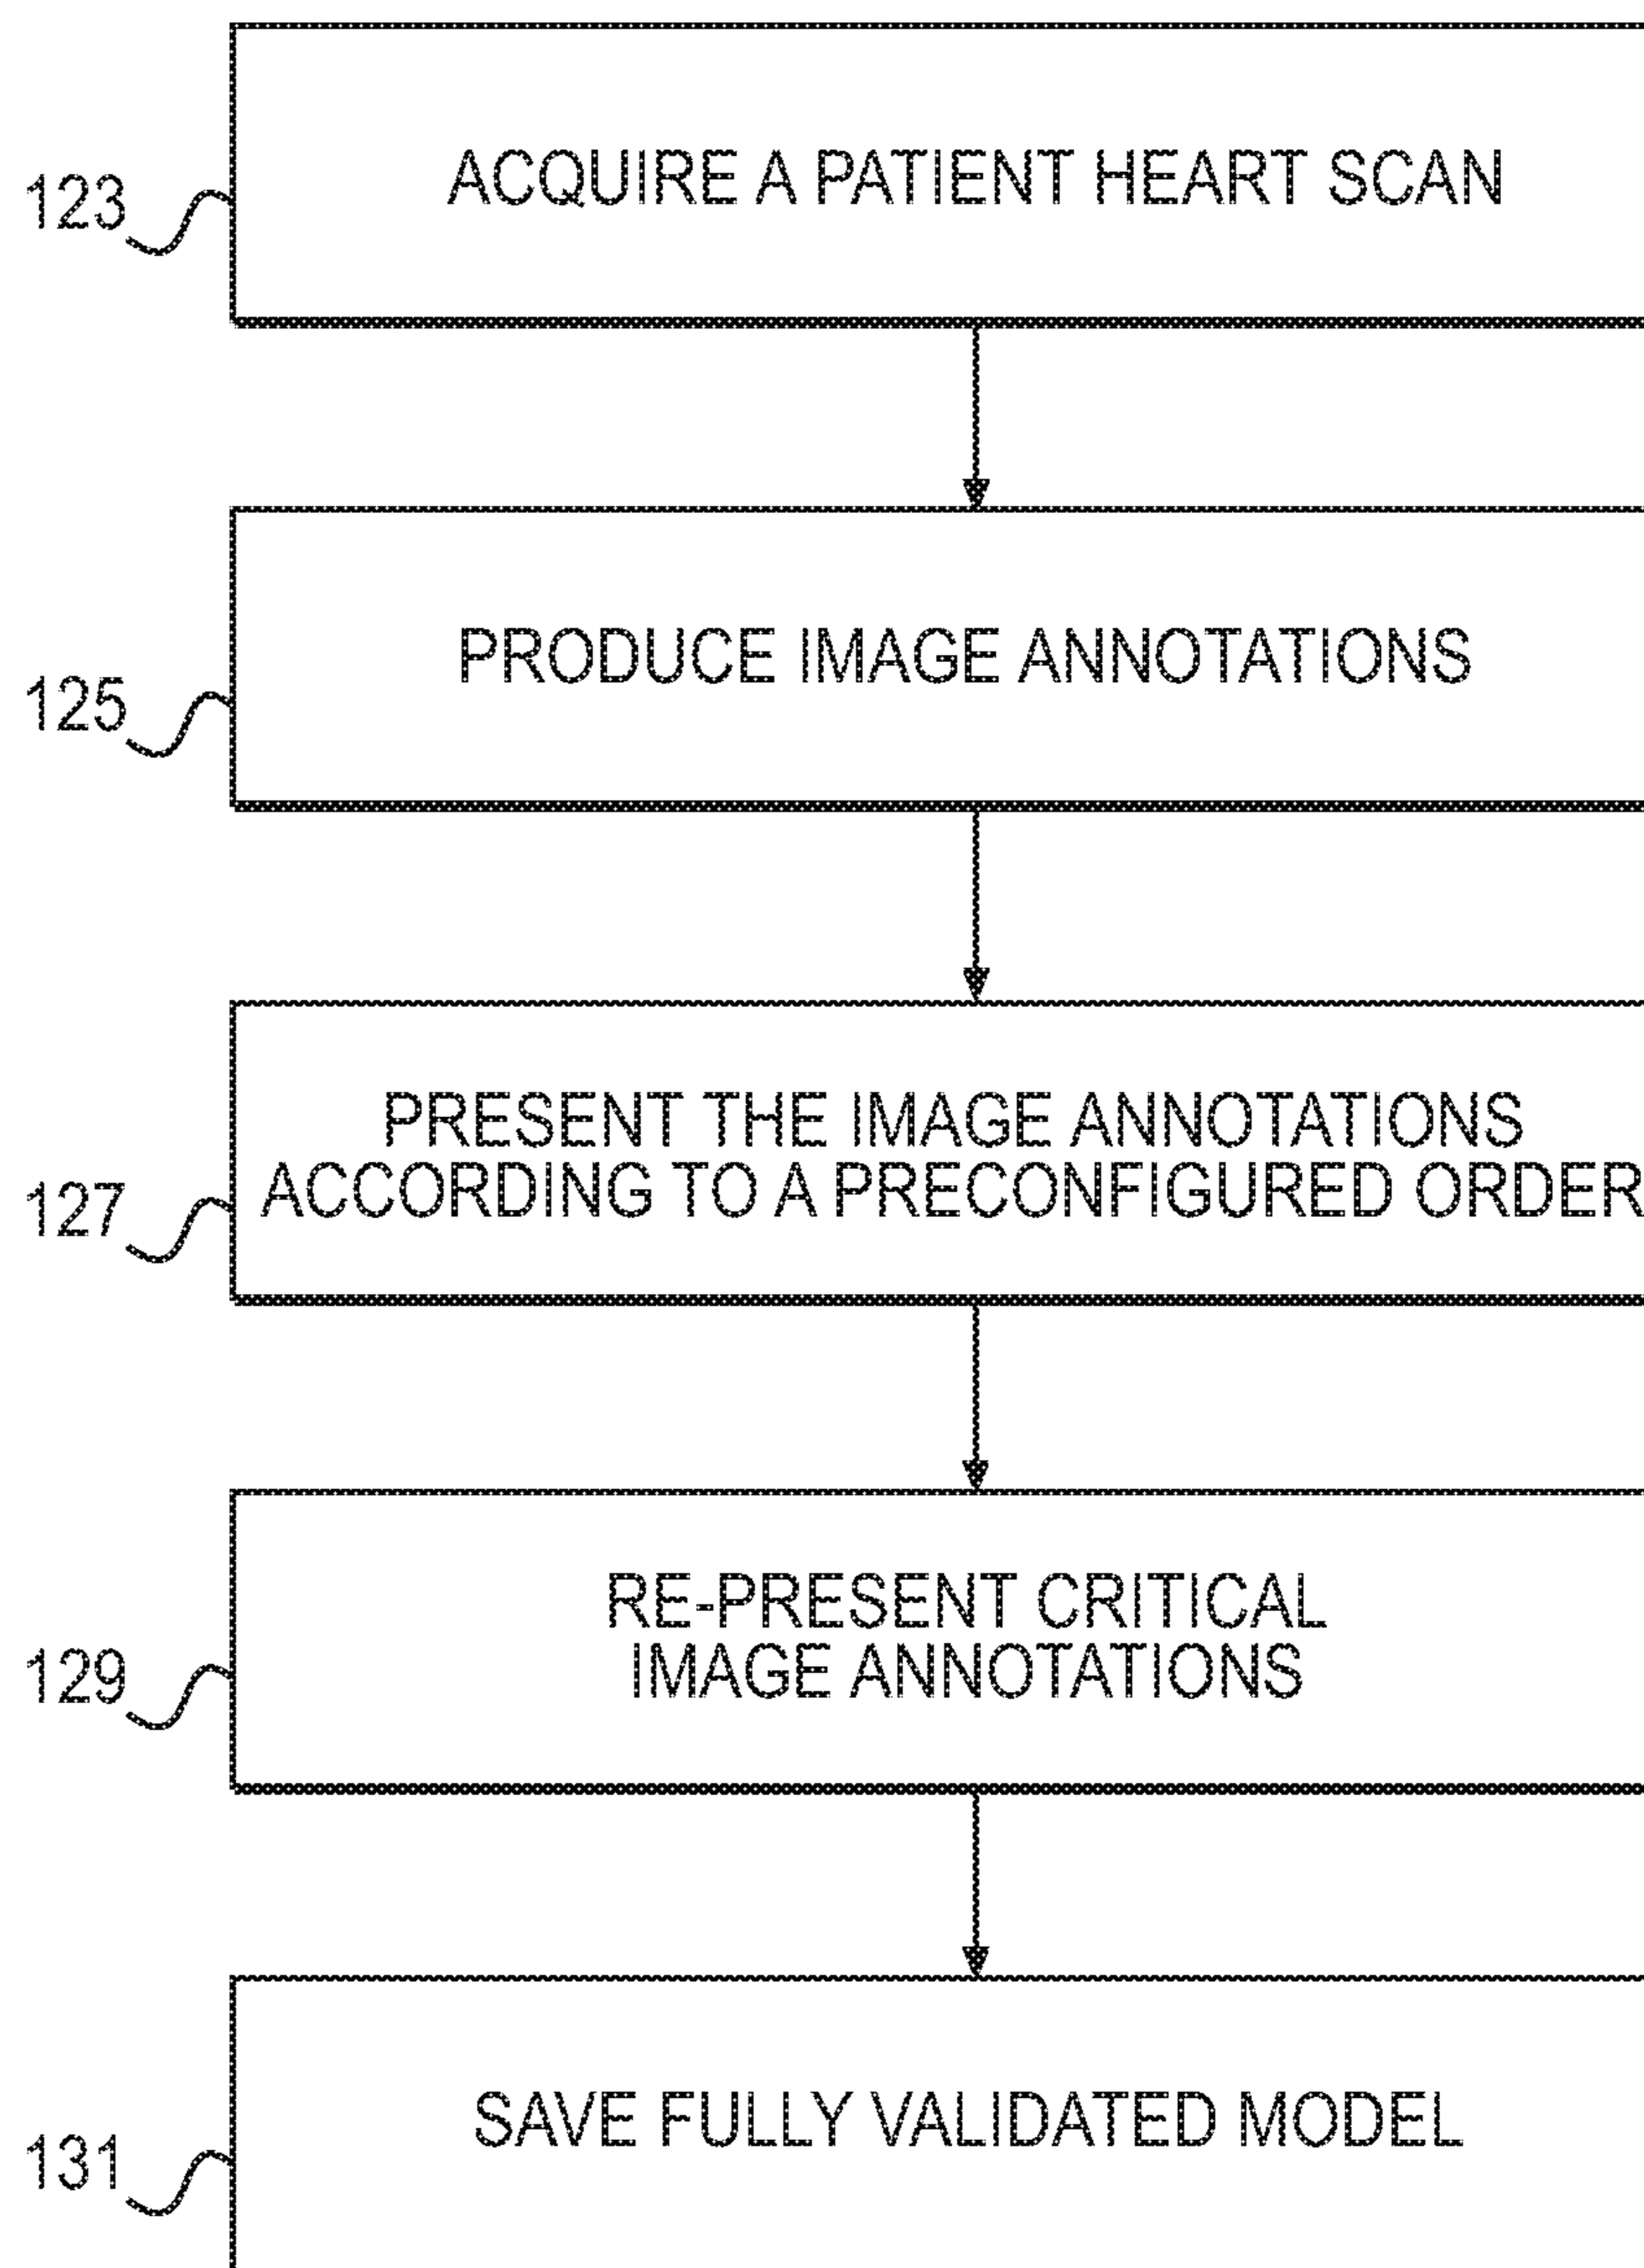 123
ACQUIRE A PATIENT HEART SCAN
125
PRODUCE IMAGE ANNOTATIONS
127
PRESENT THE IMAGE ANNOTATIONS
ACCORDING TO A PRECONFIGURED ORDER
129
RE-PRESENT CRITICAL
IMAGE ANNOTATIONS
131
SAVE FULLY VALIDATED MODEL